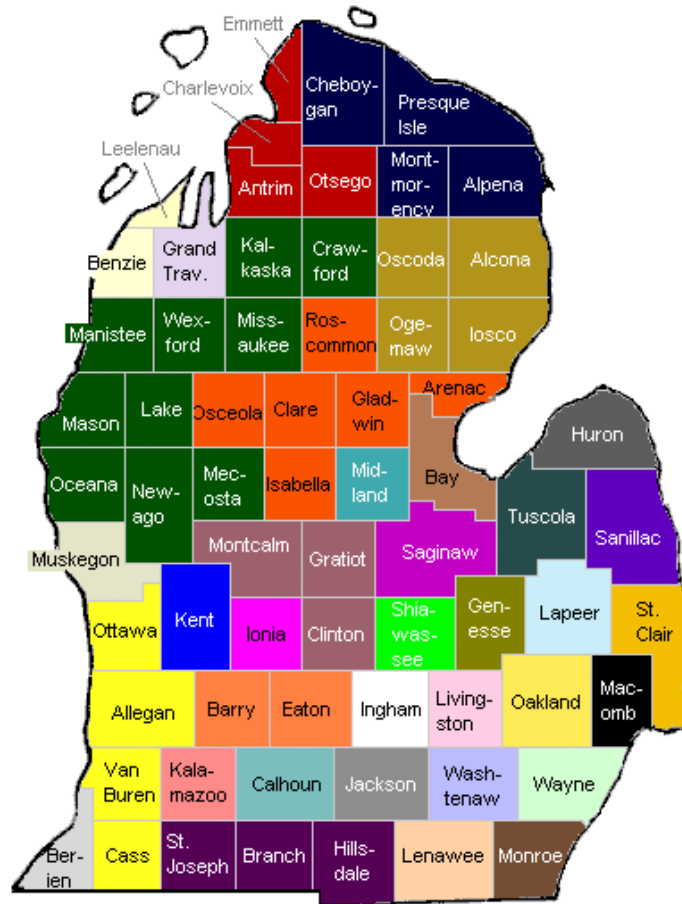 Emmett
Charlevoix
Leelenau
Cheboy-
gan
Presque
Isle
Antrim
Otsego
Mont-
mor-
ency
Alpena
Benzie
Grand
Trav.
Kal-
kaska
Craw-
ford
Oscoda
Alcona
Manistee
Wex-
ford
Miss-
aukee
Ros-
common
Oge-
maw
Iosco
Mason
Lake
Osceola
Clare
Glad-
win
Arenac
Huron
Oceana
New-
ago
Mec-
osta
Isabella
Mid-
land
Bay
Tuscola
Sanillac
Muskegon
Montcalm
Gratiot
Saginaw
Ottawa
Kent
Ionia
Clinton
Shia-
was-
see
Gen-
esse
Lapeer
St.
Clair
Allegan
Barry
Eaton
Ingham
Living-
ston
Oakland
Mac-
omb
Van
Buren
Kala-
mazoo
Calhoun
Jackson
Wash-
tenaw
Wayne
Ber-
ien
Cass
St.
Joseph
Branch
Hills-
dale
Lenawee
Monroe